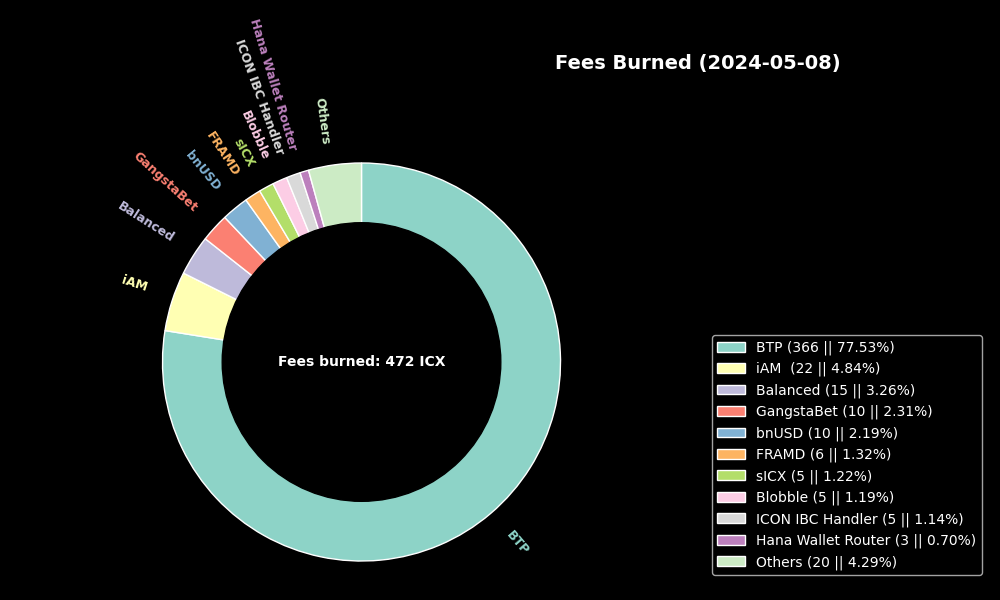 Fees Burned (2024-05-08)
Hana Wallet Router
ICON IBC Handler
Others
Blobble
sICX
FRAMD
bnUSD
GangstaBet
Balanced
iAM
Fees burned: 472 ICX
BTP
BTP (366 || 77.53%)
iAM  (22 || 4.84%)
Balanced (15 || 3.26%)
GangstaBet (10 || 2.31%)
bnUSD (10 || 2.19%)
FRAMD (6 || 1.32%)
sICX (5 || 1.22%)
Blobble (5 || 1.19%)
ICON IBC Handler (5 || 1.14%)
Hana Wallet Router (3 || 0.70%)
Others (20 || 4.29%)